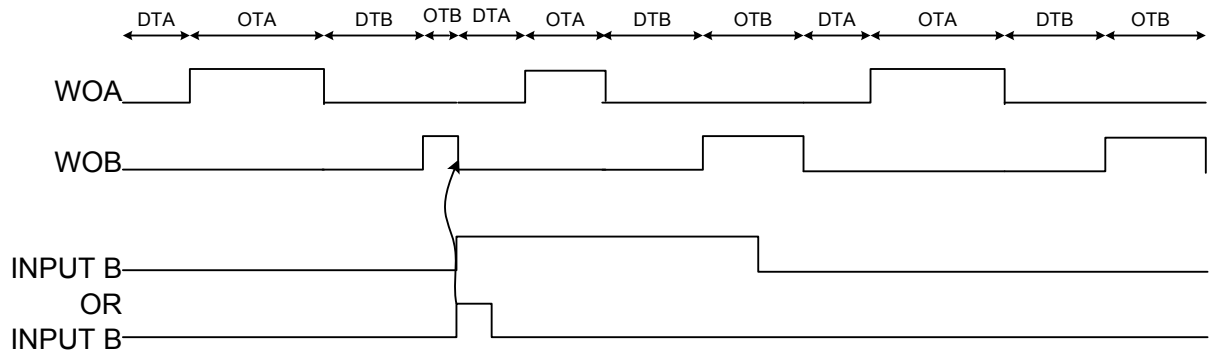 DTA OTA DTB OTB DTA OTA DTB OTB DTA OTA DTB OTB
WOA
WOB
INPUT B
OR
INPUT B